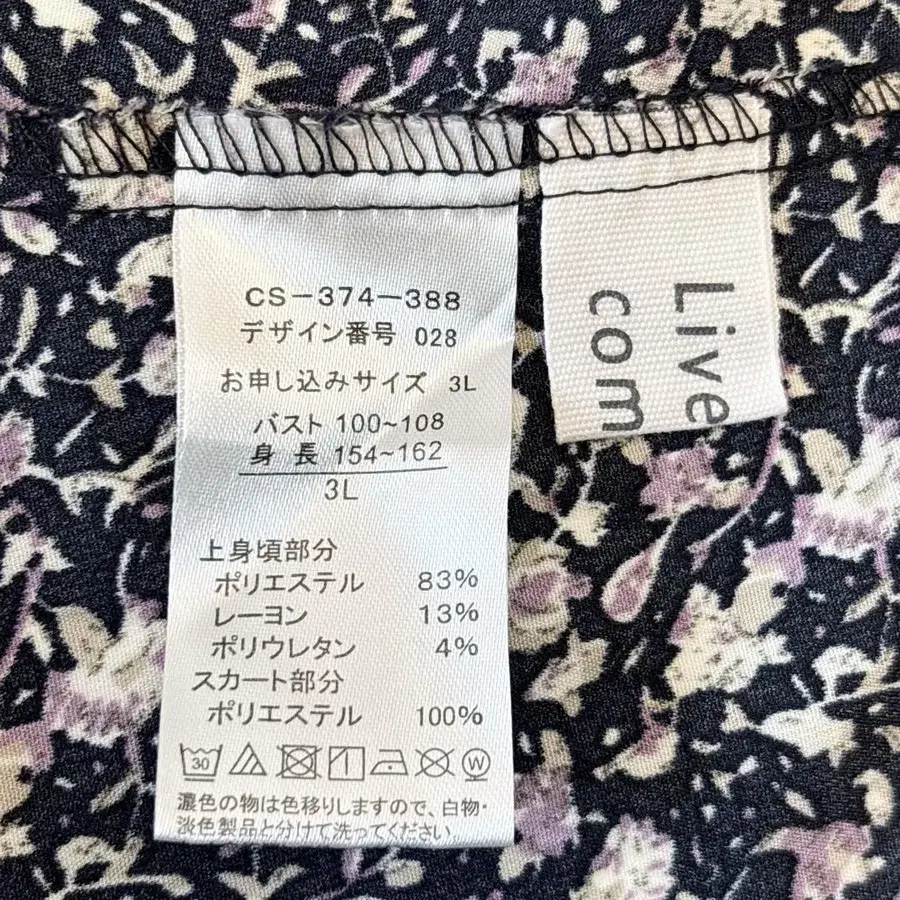 CS-374-388
デザイン番号 028
お申し込みサイズ 3L
バスト 100~108
身 長 154~162
3L
上身頃部分
ポリエステル 83%
レーヨン 13%
ポリウレタン 4%
スカート部分
ポリエステル 100%
30 W
濃色の物は色移りしますので、白物・
淡色製品と分けて洗ってください。
Live
com